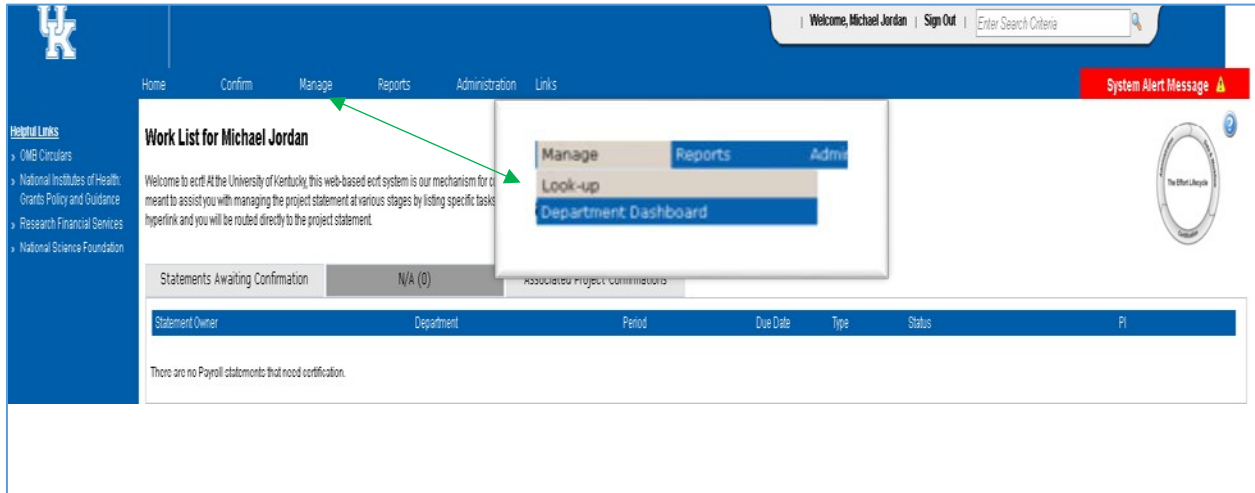 UK
| Welcome, Michael Jordan | Sign Out | Enter Search Criteria
Home Confirm Manage Reports Administration Links
System Alert Message
Helpful Links
» OMB Circulars
» National Institutes of Health: Grants Policy and Guidance
» Research Financial Services
» National Science Foundation
Work List for Michael Jordan
Welcome to ecrt! At the University of Kentucky, this web-based ecrt system is our mechanism for
meant to assist you with managing the project statement at various stages by listing specific tasks
hyperlink and you will be routed directly to the project statement.
Manage Reports Admi
Look-up
Department Dashboard
The Effort Lifecycle
Certification
Statements Awaiting Confirmation N/A (0) Associated Project Confirmations
Statement Owner Department Period Due Date Type Status PI
There are no Payroll statements that need certification.